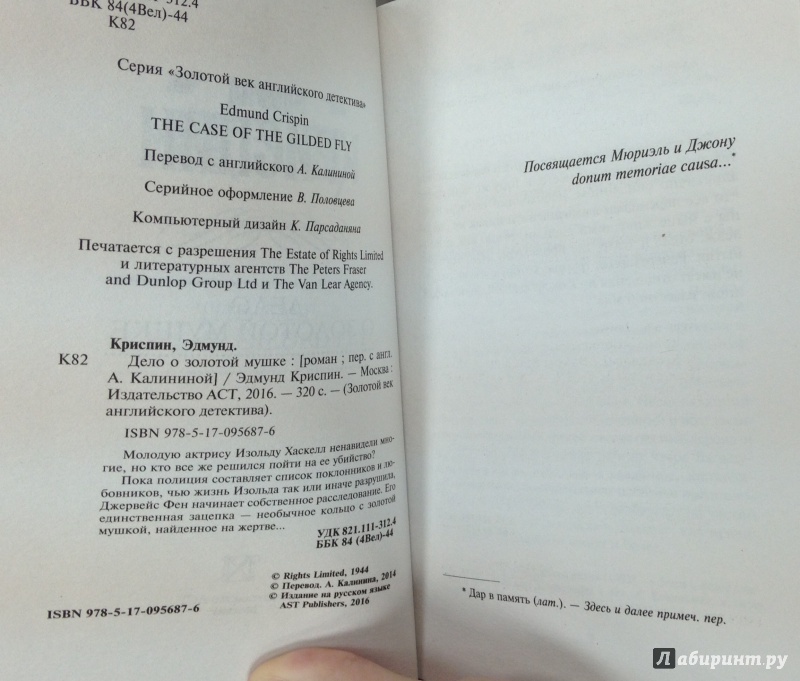 312.4
ББК 84(4Вел)-44
К82
Серия «Золотой век английского детектива»
Edmund Crispin
THE CASE OF THE GILDED FLY
Перевод с английского А. Калининой
Серийное оформление В. Половцева
Компьютерный дизайн К. Парсаданяна
Печатается с разрешения The Estate of Rights Limited
и литературных агентств The Peters Fraser
and Dunlop Group Ltd и The Van Lear Agency.
Криспин, Эдмунд.
К82 Дело о золотой мушке : [роман ; пер. с англ.
А. Калининой] / Эдмунд Криспин. — Москва :
Издательство АСТ, 2016. — 320 с. — (Золотой век
английского детектива).
ISBN 978-5-17-095687-6
Молодую актрису Изольду Хаскелл ненавидели мно-
гие, но кто все же решился пойти на ее убийство?
Пока полиция составляет список поклонников и лю-
бовников, чью жизнь Изольда так или иначе разрушила,
Джервейс Фен начинает собственное расследование. Его
единственная зацепка — необычное кольцо с золотой
мушкой, найденное на жертве...
УДК 821.111-312.4
ББК 84 (4Вел)-44
© Rights Limited, 1944
© Перевод. А. Калинина, 2014
© Издание на русском языке
AST Publishers, 2016
ISBN 978-5-17-095687-6
Посвящается Мюриэль и Джону
donum memoriae causa...*
* Дар в память (лат.). — Здесь и далее примеч. пер.
Лабиринт.ру